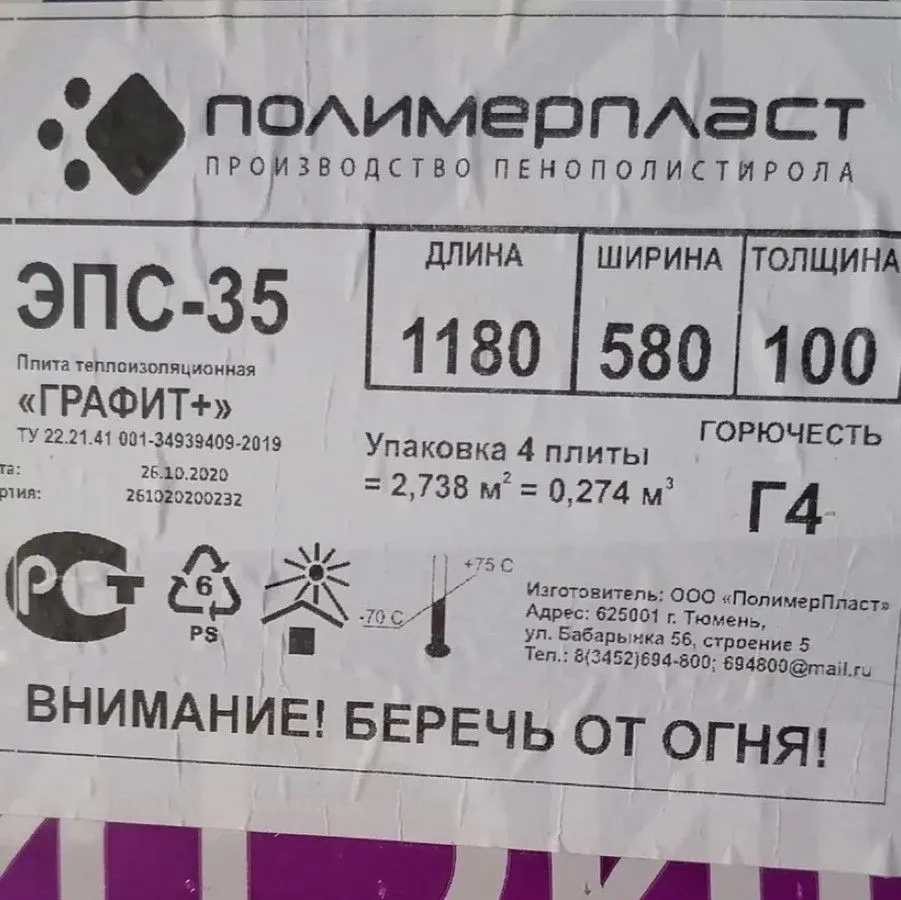 ПОЛИМЕРПЛАСТ
ПРОИЗВОДСТВО ПЕНОПОЛИСТИРОЛА
ЭПС-35
Плита теплоизоляционная
«ГРАФИТ+»
ТУ 22.21.41 001-34939409-2019
та: 26.10.2020
ртия: 261020200232
ДЛИНА ШИРИНА ТОЛЩИНА
1180 580 100
Упаковка 4 плиты
= 2,738 м² = 0,274 м³
ГОРЮЧЕСТЬ
Г4
РСТ
6
PS
+75 С
-70 С
Изготовитель: ООО «ПолимерПласт»
Адрес: 625001 г. Тюмень,
ул. Бабарынка 56, строение 5
Тел.: 8(3452)694-800; 694800@mail.ru
ВНИМАНИЕ! БЕРЕЧЬ ОТ ОГНЯ!